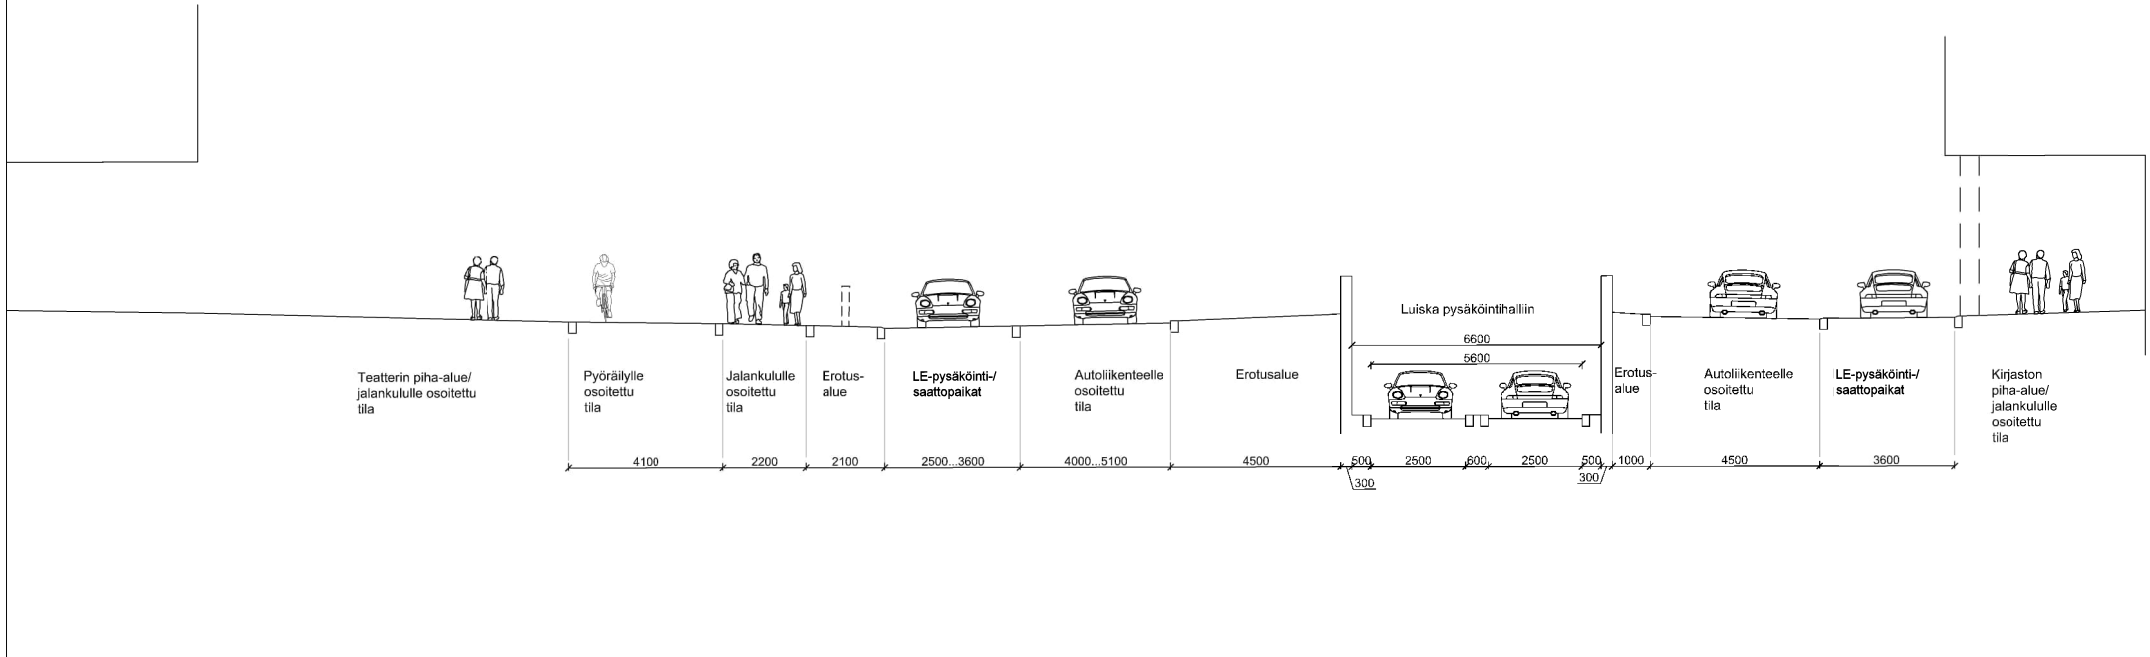 Luiska pysäköintihalliin
6600
5600
Teatterin piha-alue/
jalankululle osoitettu
tila
Pyöräilylle
osoitettu
tila
Jalankululle
osoitettu
tila
Erotus-
alue
LE-pysäköinti-/
saattopaikat
Autoliikenteelle
osoitettu
tila
Erotusalue
Erotus-
alue
Autoliikenteelle
osoitettu
tila
LE-pysäköinti-/
saattopaikat
Kirjaston
piha-alue/
jalankululle
osoitettu
tila
4100 2200 2100 2500...3600 4000...5100 4500 500 2500 600 2500 500 1000 4500 3600
300 300